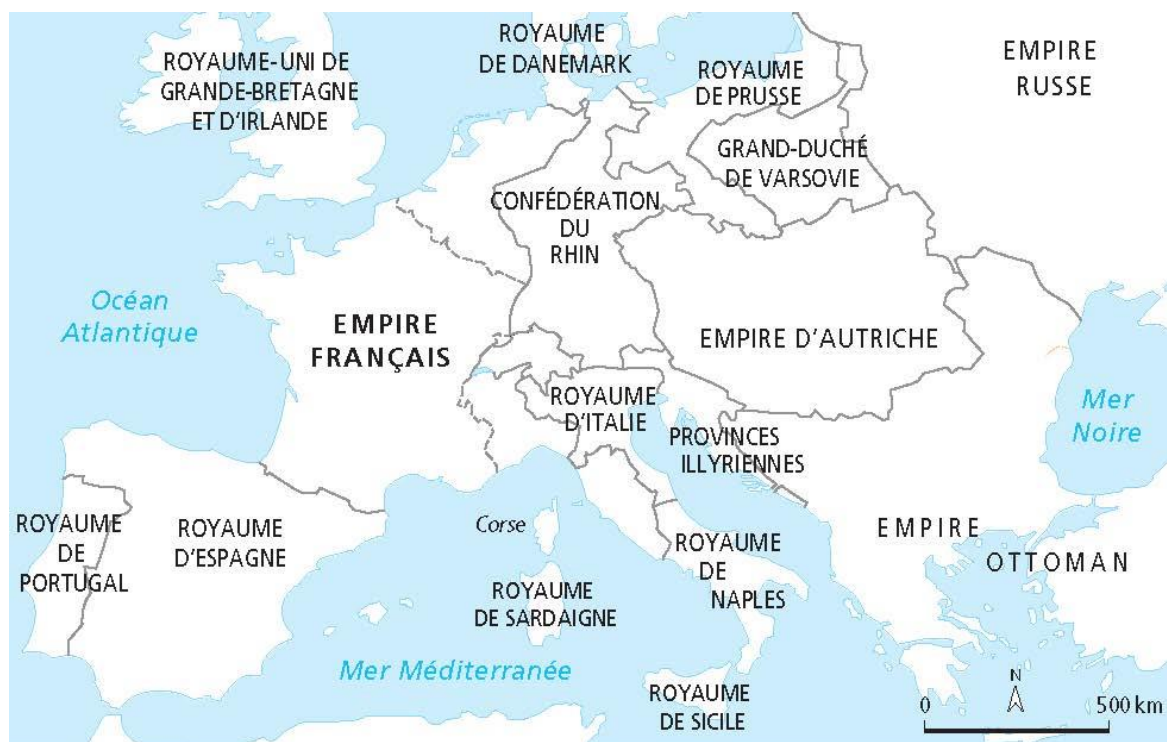 ROYAUME-UNI DE
GRANDE-BRETAGNE
ET D'IRLANDE
ROYAUME
DE DANEMARK
ROYAUME
DE PRUSSE
EMPIRE
RUSSE
GRAND-DUCHÉ
DE VARSOVIE
CONFÉDÉRATION
DU
RHIN
Océan
Atlantique
EMPIRE
FRANÇAIS
EMPIRE D'AUTRICHE
ROYAUME
D'ITALIE
PROVINCES
ILLYRIENNES
Mer
Noire
ROYAUME
DE
PORTUGAL
ROYAUME
D'ESPAGNE
Corse
ROYAUME
DE SARDAIGNE
ROYAUME
DE
NAPLES
EMPIRE
OTTOMAN
Mer Méditerranée
ROYAUME
DE SICILE
N
0 500 km